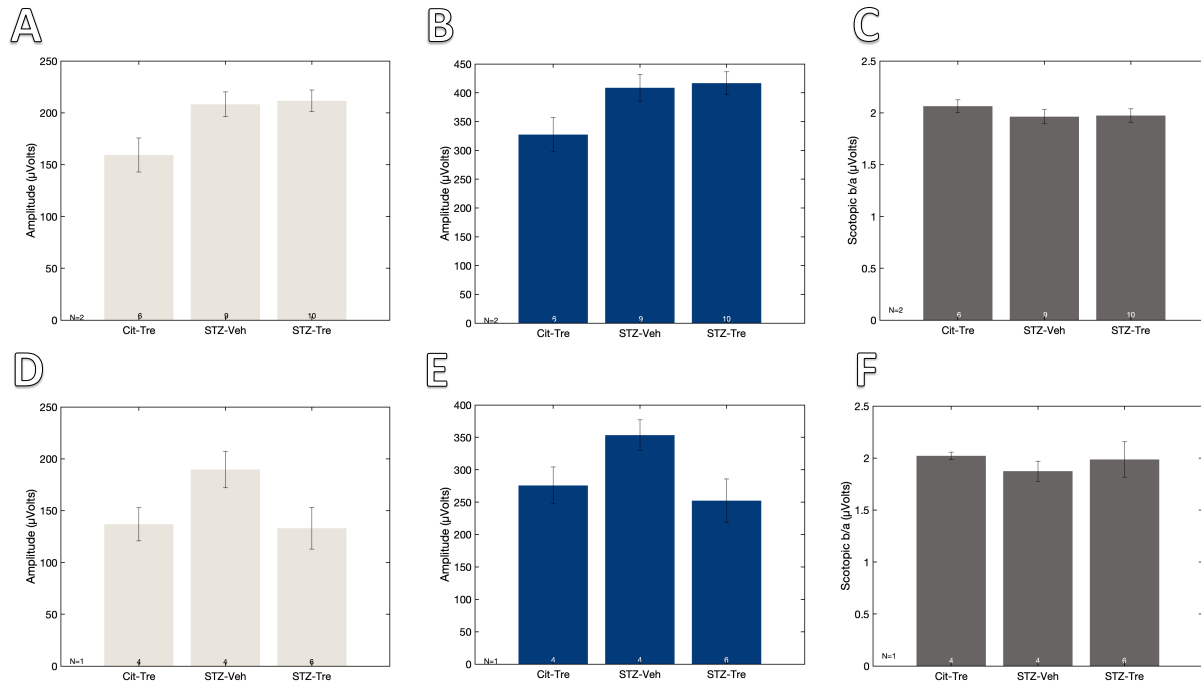 A
250
200
150
100
50
0
Amplitude (µVolts)
N=2
6
9
10
Cit-Tre
STZ-Veh
STZ-Tre
B
450
400
350
300
250
200
150
100
50
0
Amplitude (µVolts)
N=2
6
9
10
Cit-Tre
STZ-Veh
STZ-Tre
C
2.5
2
1.5
1
0.5
0
Scotopic b/a (µVolts)
N=2
6
9
10
Cit-Tre
STZ-Veh
STZ-Tre
D
250
200
150
100
50
0
Amplitude (µVolts)
N=1
4
4
6
Cit-Tre
STZ-Veh
STZ-Tre
E
400
350
300
250
200
150
100
50
0
Amplitude (µVolts)
N=1
4
4
6
Cit-Tre
STZ-Veh
STZ-Tre
F
2.5
2
1.5
1
0.5
0
Scotopic b/a (µVolts)
N=1
4
4
6
Cit-Tre
STZ-Veh
STZ-Tre